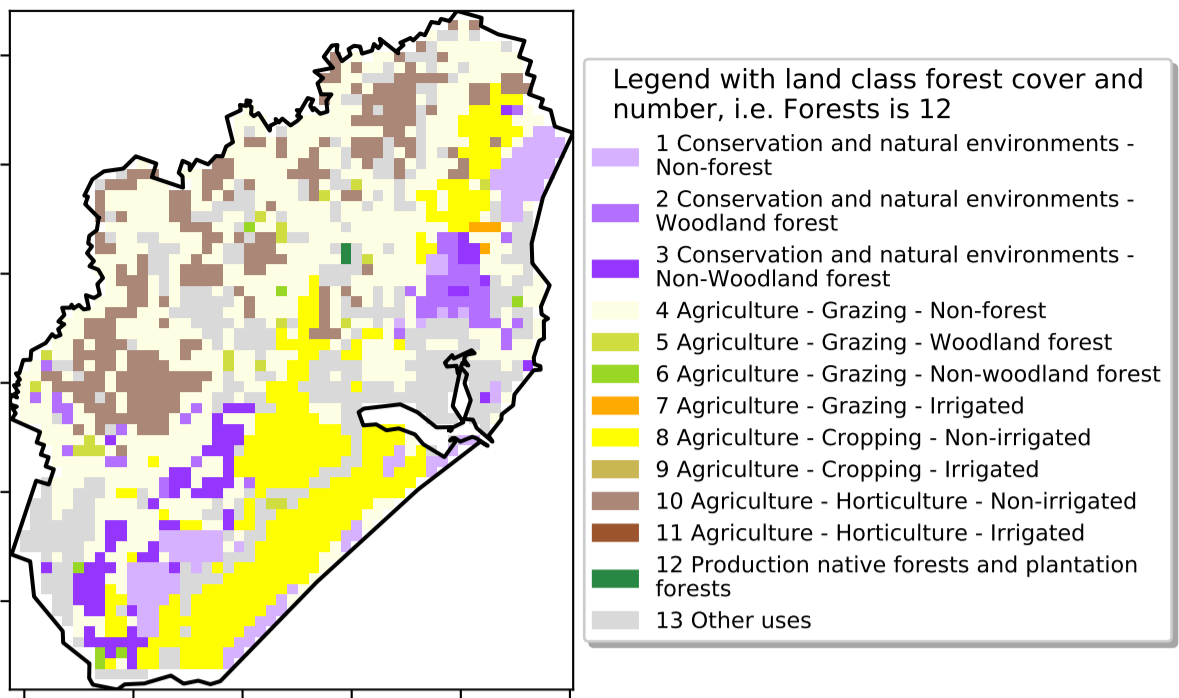 Legend with land class forest cover and
number, i.e. Forests is 12
1 Conservation and natural environments -
Non-forest
2 Conservation and natural environments -
Woodland forest
3 Conservation and natural environments -
Non-Woodland forest
4 Agriculture - Grazing - Non-forest
5 Agriculture - Grazing - Woodland forest
6 Agriculture - Grazing - Non-woodland forest
7 Agriculture - Grazing - Irrigated
8 Agriculture - Cropping - Non-irrigated
9 Agriculture - Cropping - Irrigated
10 Agriculture - Horticulture - Non-irrigated
11 Agriculture - Horticulture - Irrigated
12 Production native forests and plantation
forests
13 Other uses